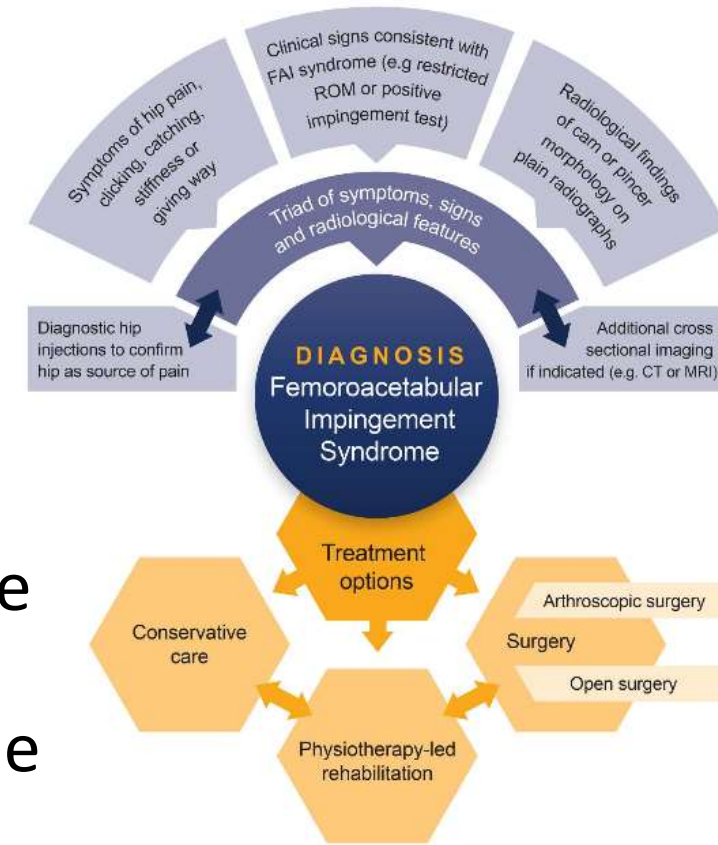 Symptoms of hip pain,
clicking, catching,
stiffness or
giving way
Clinical signs consistent with
FAI syndrome (e.g restricted
ROM or positive
impingement test)
Radiological findings
of cam or pincer
morphology on
plain radiographs
Triad of symptoms, signs
and radiological features
Diagnostic hip
injections to confirm
hip as source of pain
Additional cross
sectional imaging
if indicated (e.g. CT or MRI)
DIAGNOSIS
Femoroacetabular
Impingement
Syndrome
Treatment
options
e
Conservative
care
Arthroscopic surgery
Surgery
Open surgery
e
Physiotherapy-led
rehabilitation